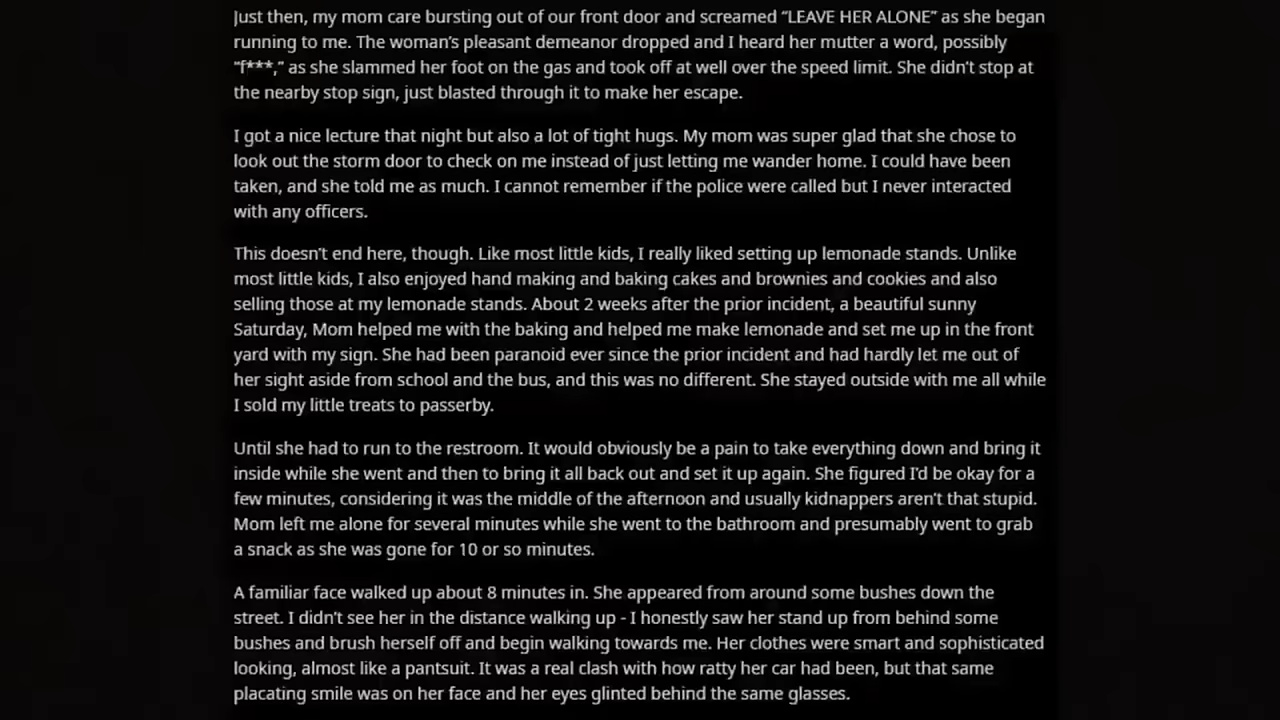 Just then, my mom care bursting out of our front door and screamed “LEAVE HER ALONE” as she began
running to me. The woman’s pleasant demeanor dropped and I heard her mutter a word, possibly
“f***,” as she slammed her foot on the gas and took off at well over the speed limit. She didn’t stop at
the nearby stop sign, just blasted through it to make her escape.
I got a nice lecture that night but also a lot of tight hugs. My mom was super glad that she chose to
look out the storm door to check on me instead of just letting me wander home. I could have been
taken, and she told me as much. I cannot remember if the police were called but I never interacted
with any officers.
This doesn’t end here, though. Like most little kids, I really liked setting up lemonade stands. Unlike
most little kids, I also enjoyed hand making and baking cakes and brownies and cookies and also
selling those at my lemonade stands. About 2 weeks after the prior incident, a beautiful sunny
Saturday, Mom helped me with the baking and helped me make lemonade and set me up in the front
yard with my sign. She had been paranoid ever since the prior incident and had hardly let me out of
her sight aside from school and the bus, and this was no different. She stayed outside with me all while
I sold my little treats to passerby.
Until she had to run to the restroom. It would obviously be a pain to take everything down and bring it
inside while she went and then to bring it all back out and set it up again. She figured I’d be okay for a
few minutes, considering it was the middle of the afternoon and usually kidnappers aren’t that stupid.
Mom left me alone for several minutes while she went to the bathroom and presumably went to grab
a snack as she was gone for 10 or so minutes.
A familiar face walked up about 8 minutes in. She appeared from around some bushes down the
street. I didn’t see her in the distance walking up - I honestly saw her stand up from behind some
bushes and brush herself off and begin walking towards me. Her clothes were smart and sophisticated
looking, almost like a pantsuit. It was a real clash with how ratty her car had been, but that same
placating smile was on her face and her eyes glinted behind the same glasses.